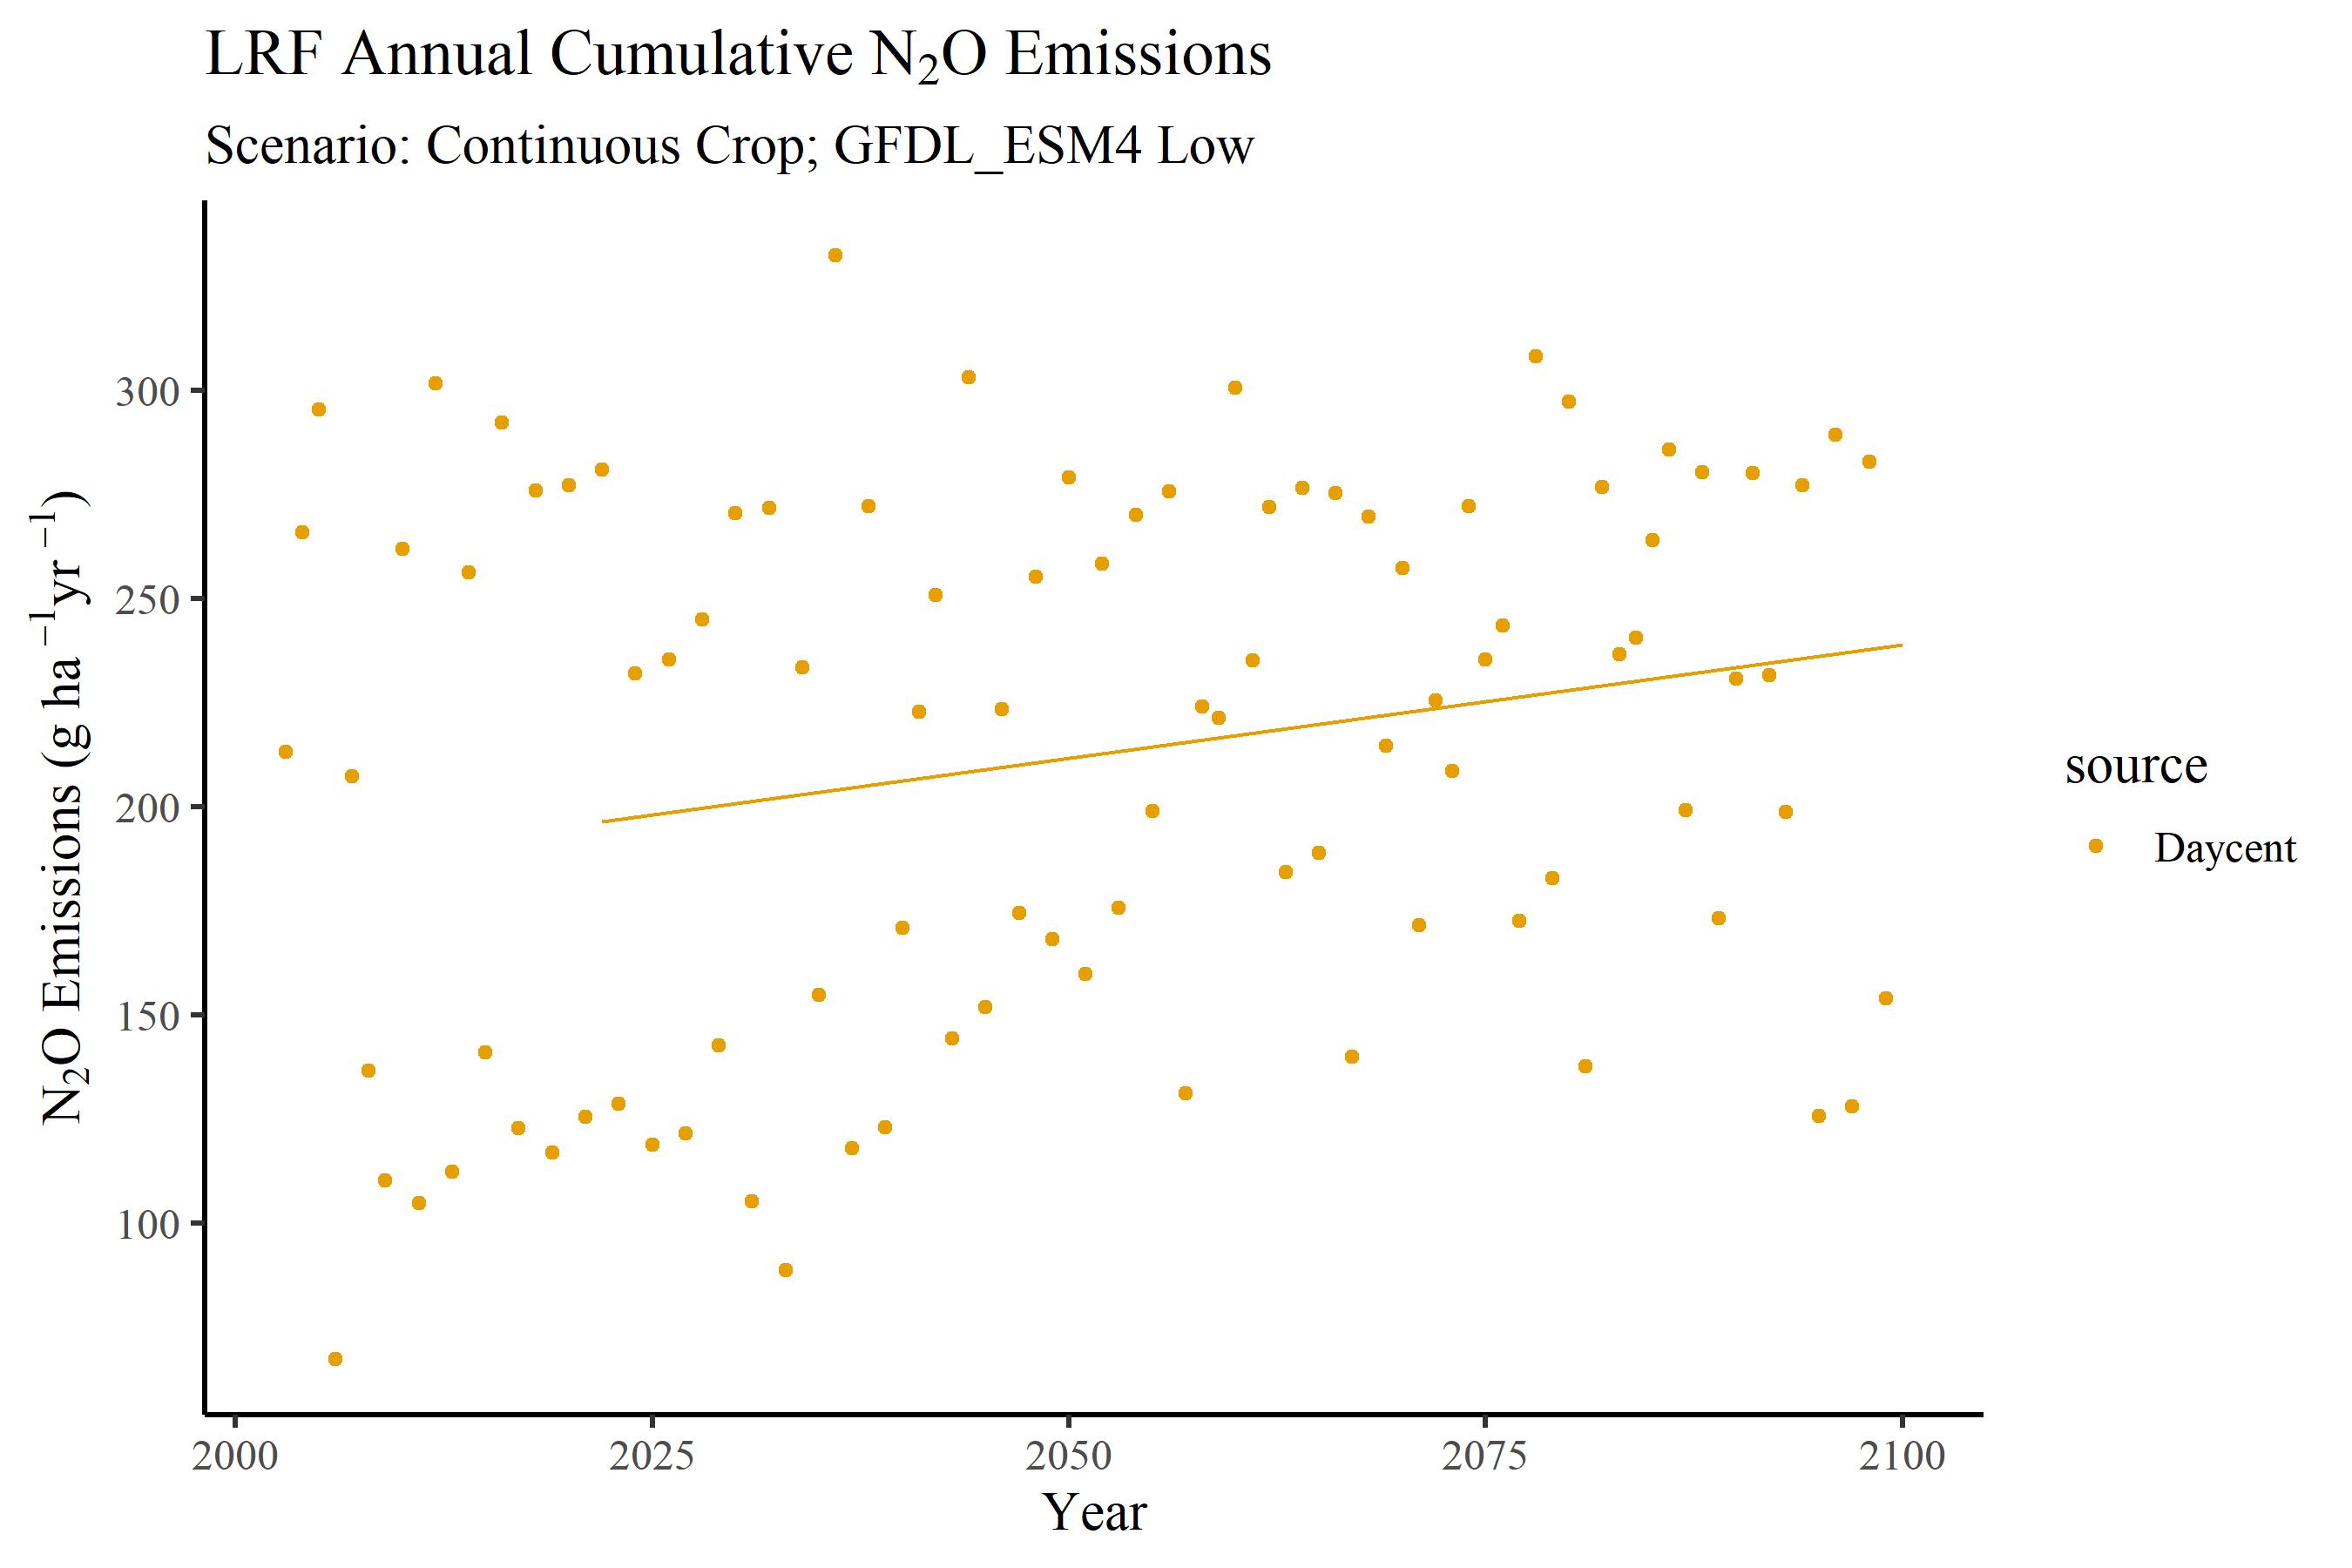 LRF Annual Cumulative N₂O Emissions
Scenario: Continuous Crop; GFDL_ESM4 Low
N₂O Emissions (g ha ⁻¹yr ⁻¹)
300
250
200
150
100
2000 2025 2050 2075 2100
Year
source
Daycent